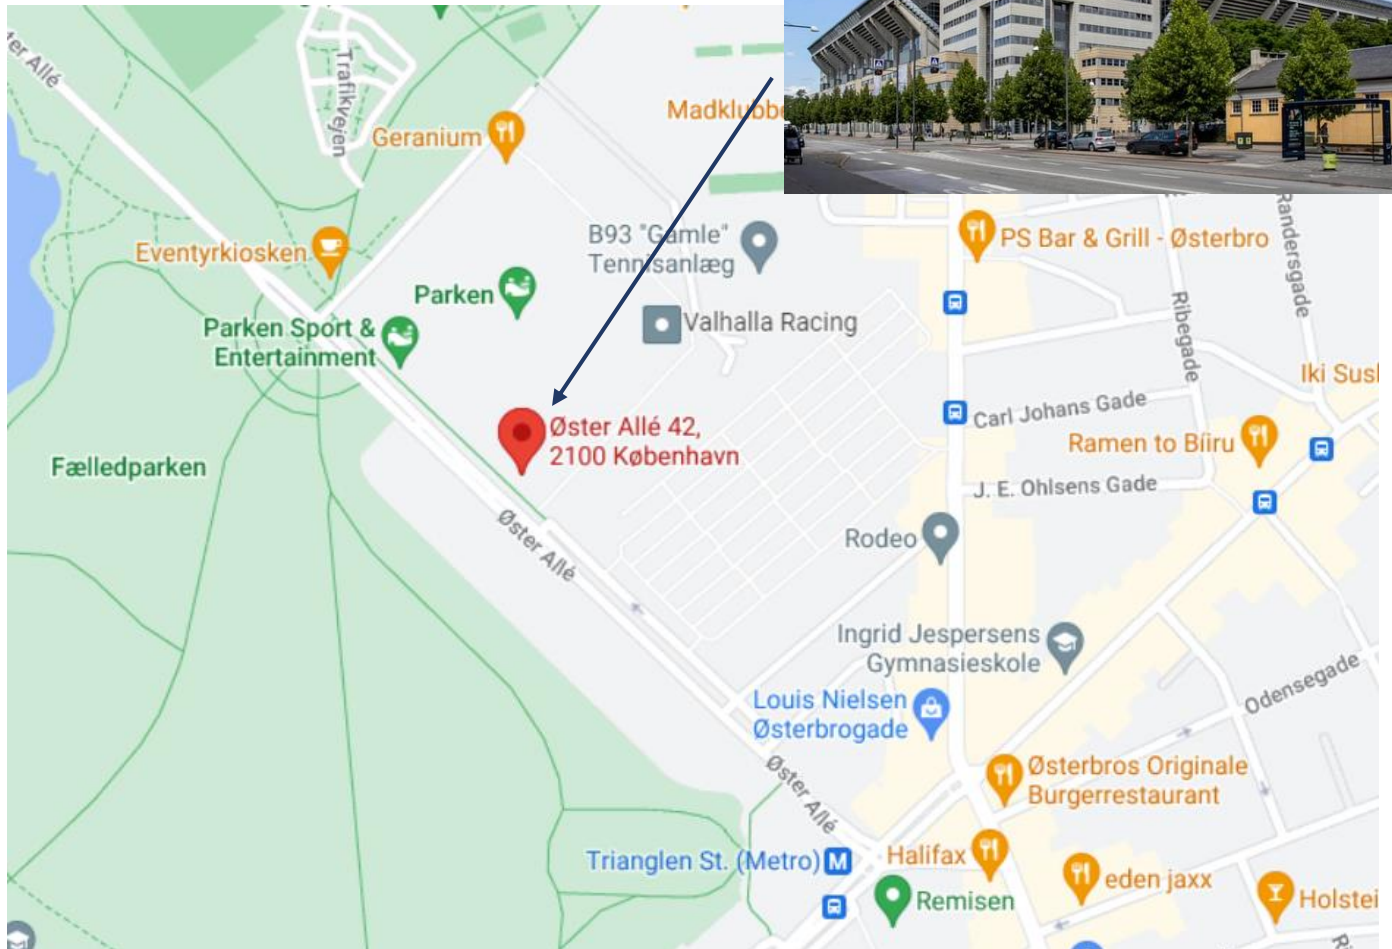 ter Allé
Trafikvejen
Geranium
Madklubbe
B93 "Gamle"
Tennisanlæg
PS Bar & Grill - Østerbro
Randersgade
Eventyrkiosken
Parken
Ribegade
Parken Sport &
Entertainment
Valhalla Racing
Iki Sus
Carl Johans Gade
Øster Allé 42,
2100 København
Ramen to Bíiru
Fælledparken
J. E. Ohlsens Gade
Øster Allé
Rodeo
Ingrid Jespersens
Gymnasieskole
Odensegade
Louis Nielsen
Østerbrogade
Øster Allé
Østerbros Originale
Burgerrestaurant
Trianglen St. (Metro)
M
Halifax
eden jaxx
Remisen
Holstei